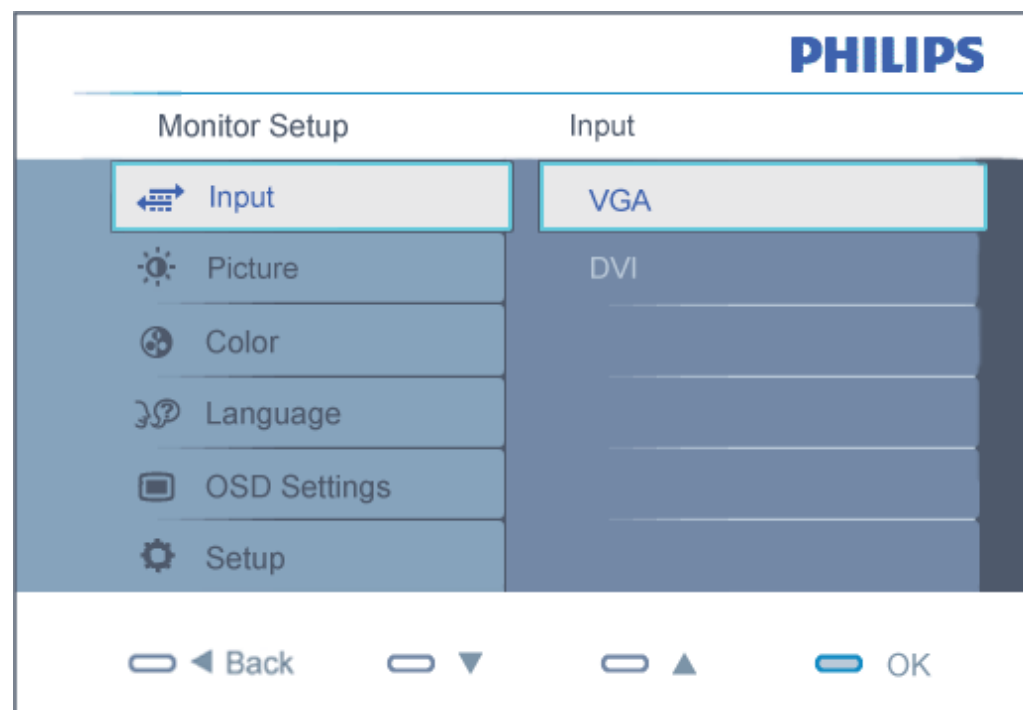 PHILIPS
Monitor Setup
Input
Input
VGA
Picture
DVI
Color
Language
OSD Settings
Setup
Back
OK